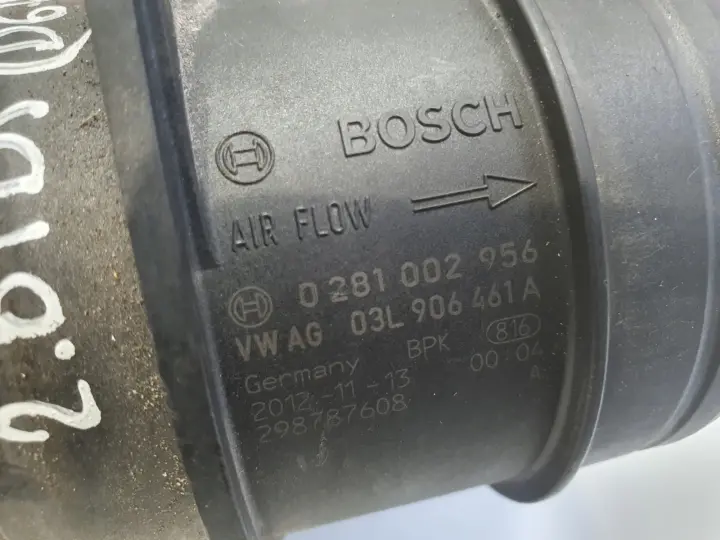 BOSCH
AIR FLOW
0 281 002 956
VW AG 03L 906 461 A
Germany BPK 816
2012-11-13 00:04
298787608 A
2.0TDI